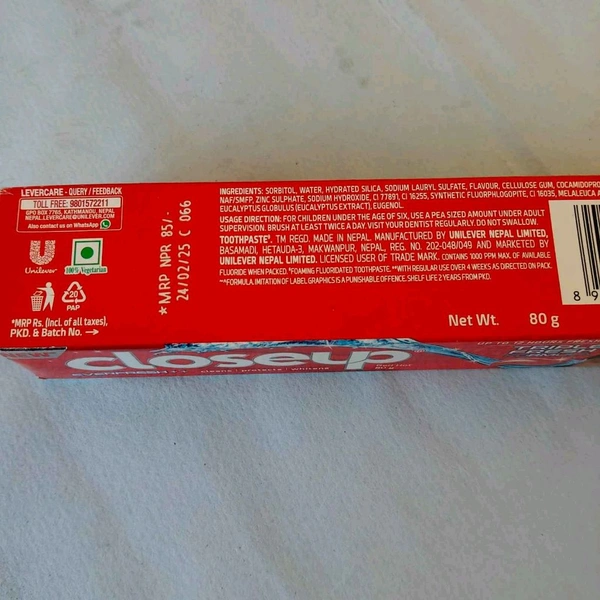 LEVERCARE - QUERY / FEEDBACK
TOLL FREE: 9801572211
GPO BOX 7765, KATHMANDU, NEPAL
NEPAL.LEVERCARE@UNILEVER.COM
Also contact us on WhatsApp
Unilever
100% Vegetarian
20
PAP
*MRP Rs. (Incl. of all taxes),
PKD. & Batch No. →
*MRP NPR 85/-
24/02/25 C 066
INGREDIENTS: SORBITOL, WATER, HYDRATED SILICA, SODIUM LAURYL SULFATE, FLAVOUR, CELLULOSE GUM, COCAMIDOPRO
NAF/SMFP, ZINC SULPHATE, SODIUM HYDROXIDE, CI 77891, CI 16255, SYNTHETIC FLUORPHLOGOPITE, CI 16035, MELALEUCA A
EUCALYPTUS GLOBULUS (EUCALYPTUS EXTRACT), EUGENOL.
USAGE DIRECTION: FOR CHILDREN UNDER THE AGE OF SIX, USE A PEA SIZED AMOUNT UNDER ADULT
SUPERVISION. BRUSH AT LEAST TWICE A DAY. VISIT YOUR DENTIST REGULARLY. DO NOT SWALLOW.
TOOTHPASTE*. TM REGD. MADE IN NEPAL. MANUFACTURED BY UNILEVER NEPAL LIMITED,
BASAMADI, HETAUDA-3, MAKWANPUR, NEPAL, REG. NO. 202-048/049 AND MARKETED BY
UNILEVER NEPAL LIMITED. LICENSED USER OF TRADE MARK. CONTAINS 1000 PPM MAX. OF AVAILABLE
FLUORIDE WHEN PACKED. *FOAMING FLUORIDATED TOOTHPASTE. **WITH REGULAR USE OVER 4 WEEKS AS DIRECTED ON PACK.
FORMULA. IMITATION OF LABEL GRAPHICS IS A PUNISHABLE OFFENCE. SHELF LIFE 2 YEARS FROM PKD.
Net Wt. 80 g
8 9
closeup